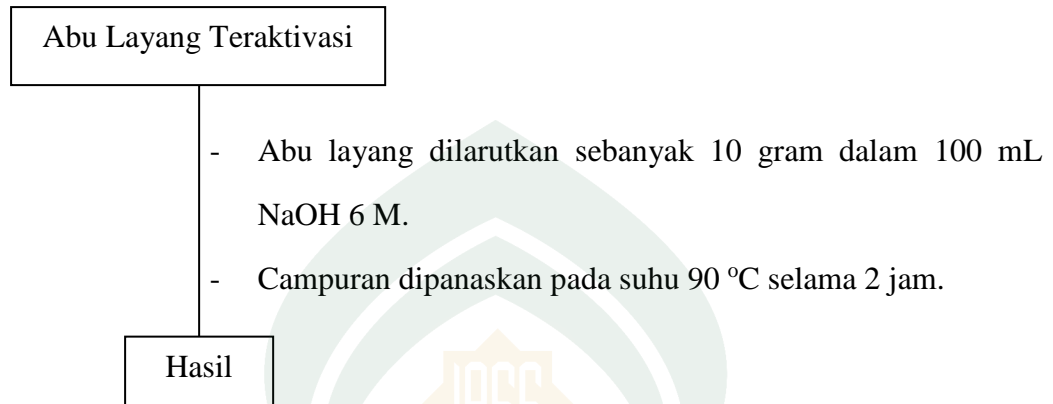 Abu Layang Teraktivasi
- Abu layang dilarutkan sebanyak 10 gram dalam 100 mL
NaOH 6 M.
- Campuran dipanaskan pada suhu 90 ºC selama 2 jam.
Hasil